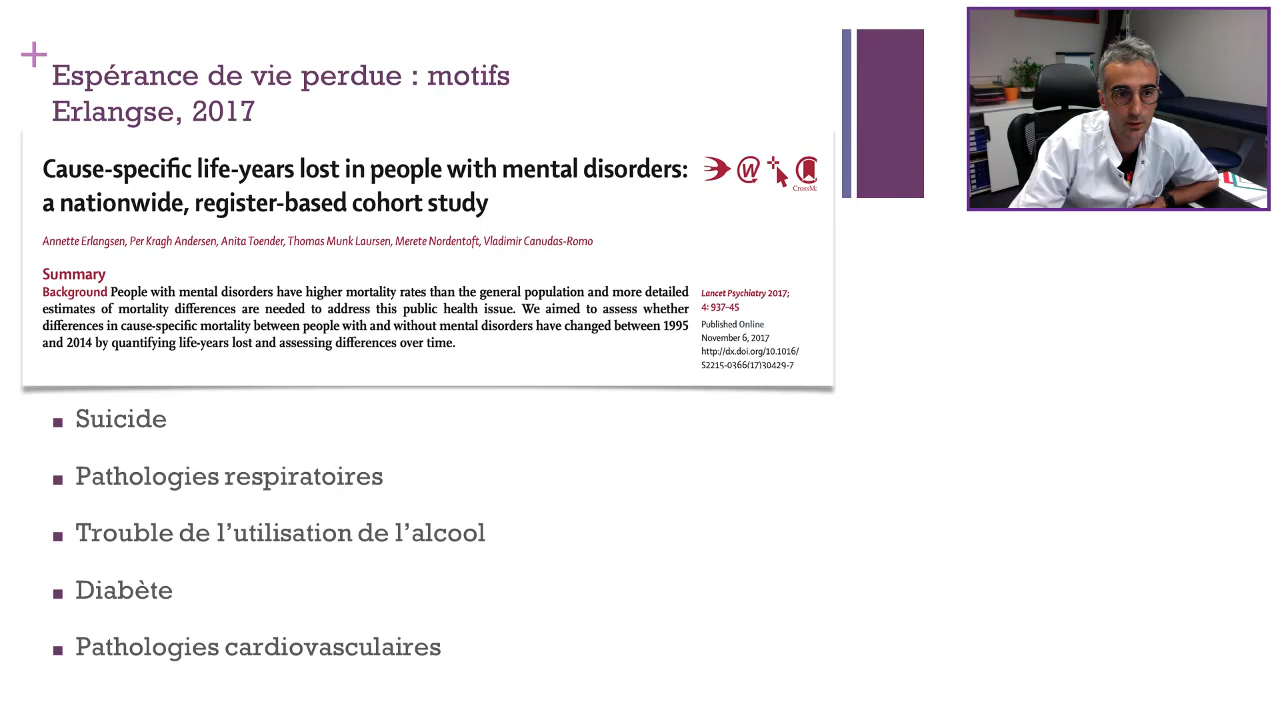 +
Espérance de vie perdue : motifs
Erlangse, 2017
Cause-specific life-years lost in people with mental disorders:
a nationwide, register-based cohort study
CrossMa
Annette Erlangsen, Per Kragh Andersen, Anita Toender, Thomas Munk Laursen, Merete Nordentoft, Vladimir Canudas-Romo
Summary
Background People with mental disorders have higher mortality rates than the general population and more detailed
estimates of mortality differences are needed to address this public health issue. We aimed to assess whether
differences in cause-specific mortality between people with and without mental disorders have changed between 1995
and 2014 by quantifying life-years lost and assessing differences over time.
Lancet Psychiatry 2017;
4: 937–45
Published Online
November 6, 2017
http://dx.doi.org/10.1016/
S2215-0366(17)30429-7
Suicide
Pathologies respiratoires
Trouble de l’utilisation de l’alcool
Diabète
Pathologies cardiovasculaires